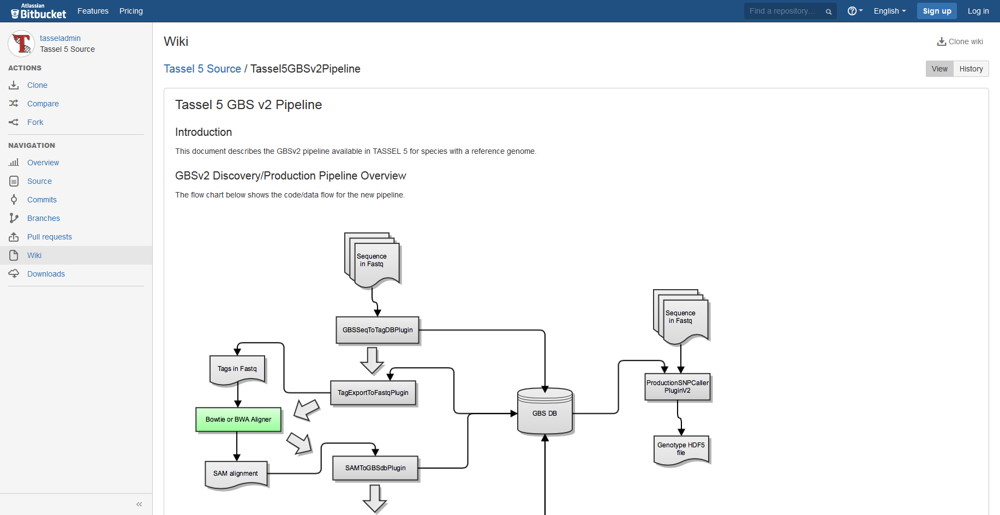 Atlassian
Bitbucket
Features
Pricing
Find a repository...
English
Sign up
Log in
tasseladmin
Tassel 5 Source
ACTIONS
Clone
Compare
Fork
NAVIGATION
Overview
Source
Commits
Branches
Pull requests
Wiki
Downloads
Wiki
Clone wiki
Tassel 5 Source / Tassel5GBSv2Pipeline
View
History
Tassel 5 GBS v2 Pipeline
Introduction
This document describes the GBSv2 pipeline available in TASSEL 5 for species with a reference genome.
GBSv2 Discovery/Production Pipeline Overview
The flow chart below shows the code/data flow for the new pipeline.
Sequence
in Fastq
Sequence
in Fastq
GBSSeqToTagDBPlugin
Tags in Fastq
TagExportToFastqPlugin
ProductionSNPCaller
PluginV2
GBS DB
Bowtie or BWA Aligner
Genotype HDF5
file
SAMToGBSdbPlugin
SAM alignment